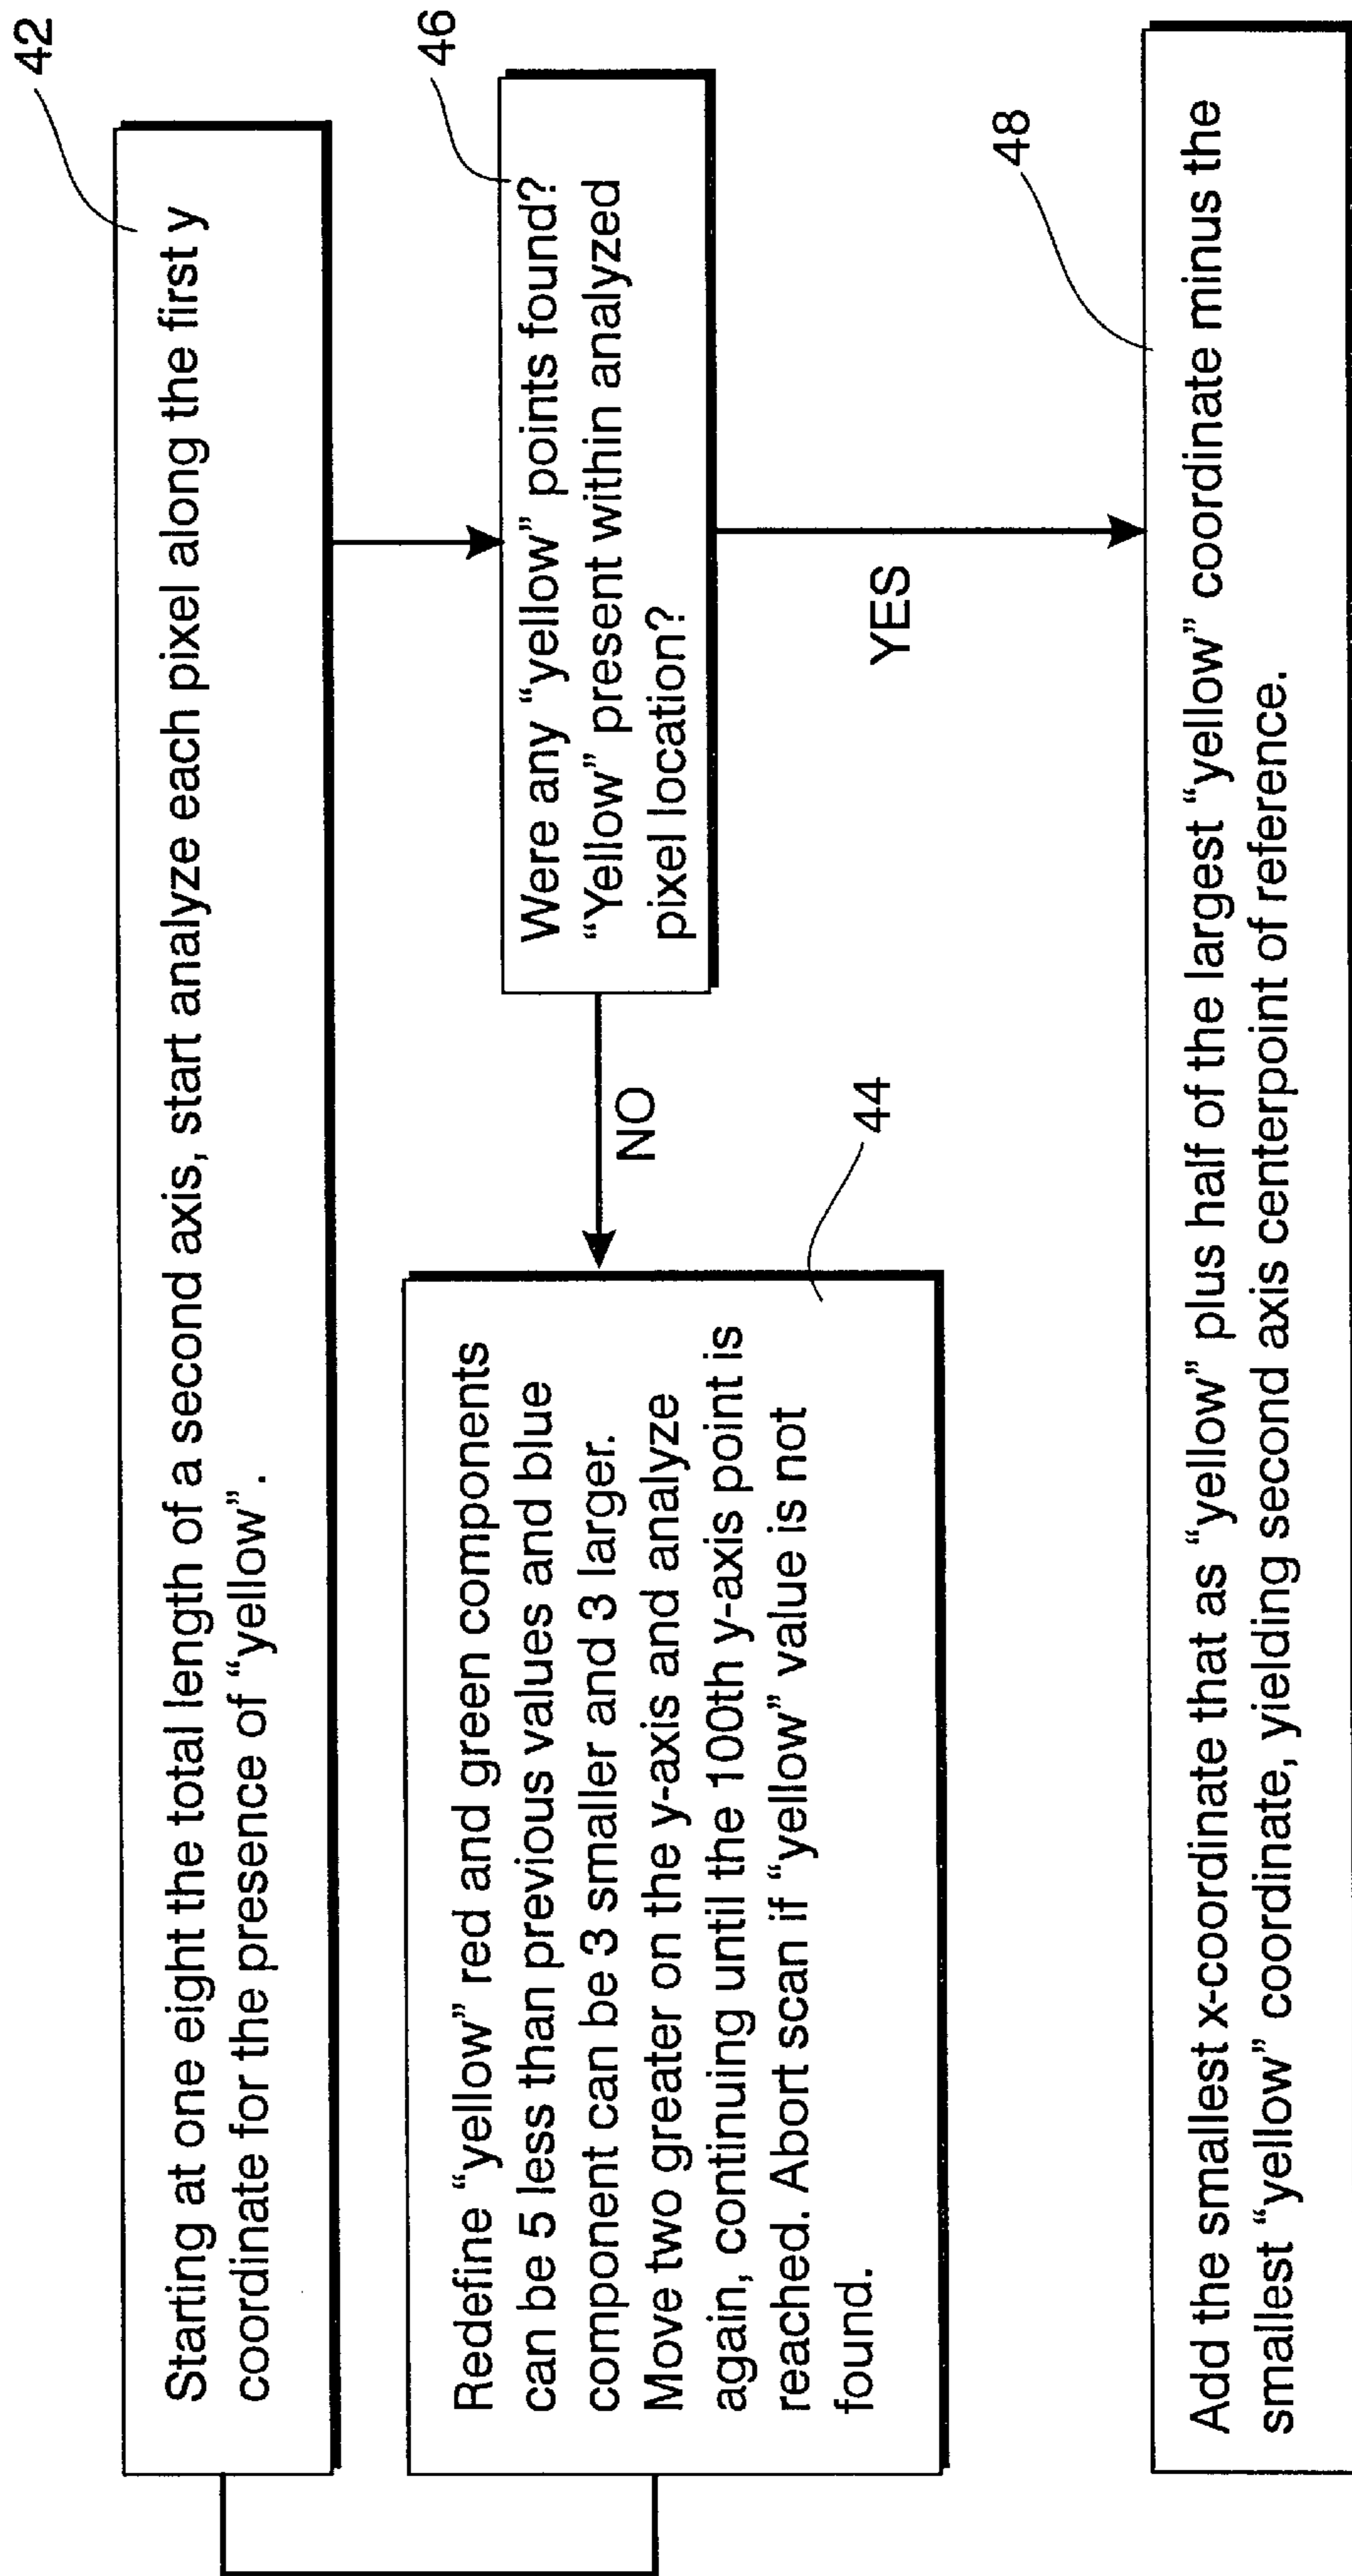 42
Starting at one eight the total length of a second axis, start analyze each pixel along the first y
coordinate for the presence of “yellow”.
46
Were any “yellow” points found?
“Yellow” present within analyzed
pixel location?
NO
44
Redefine “yellow” red and green components
can be 5 less than previous values and blue
component can be 3 smaller and 3 larger.
Move two greater on the y-axis and analyze
again, continuing until the 100th y-axis point is
reached. Abort scan if “yellow” value is not
found.
YES
48
Add the smallest x-coordinate that as “yellow” plus half of the largest “yellow” coordinate minus the
smallest “yellow” coordinate, yielding second axis centerpoint of reference.